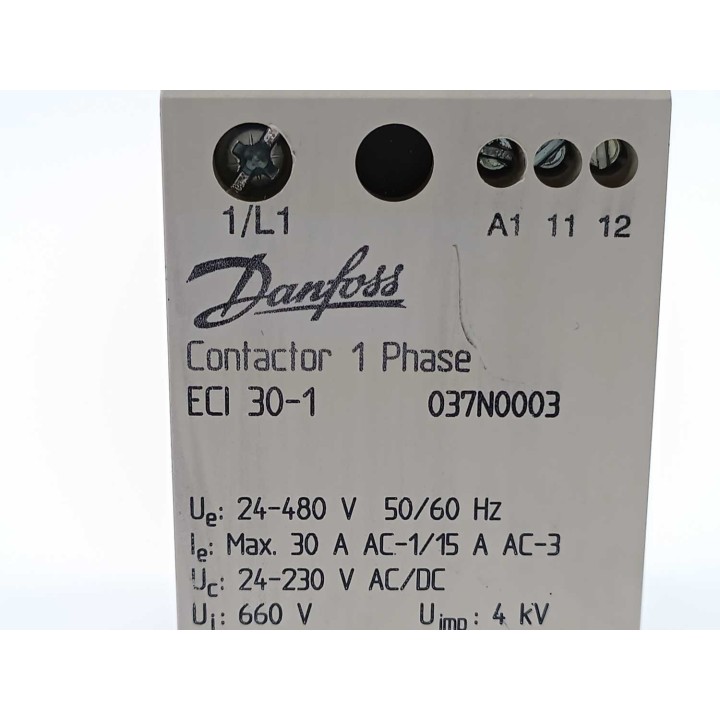 1/L1 A1 11 12
Danfoss
Contactor 1 Phase
ECI 30-1 037N0003
Ue: 24-480 V 50/60 Hz
Ie: Max. 30 A AC-1/15 A AC-3
Uc: 24-230 V AC/DC
Ui: 660 V Uimp: 4 kV